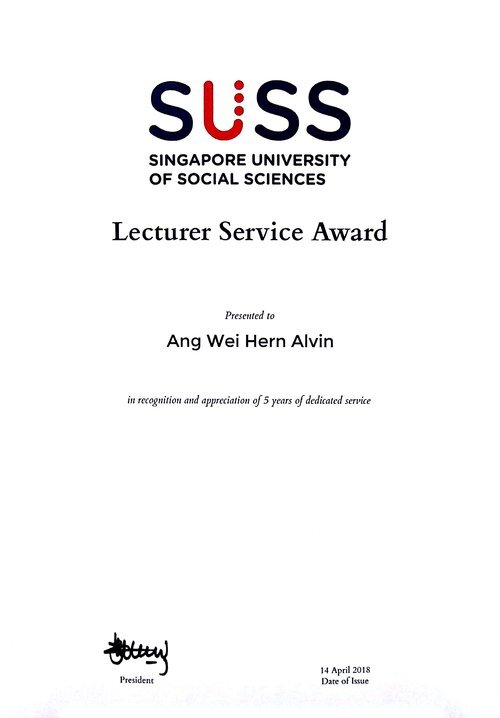 SUSS
SINGAPORE UNIVERSITY
OF SOCIAL SCIENCES
Lecturer Service Award
Presented to
Ang Wei Hern Alvin
in recognition and appreciation of 5 years of dedicated service
President
14 April 2018
Date of Issue